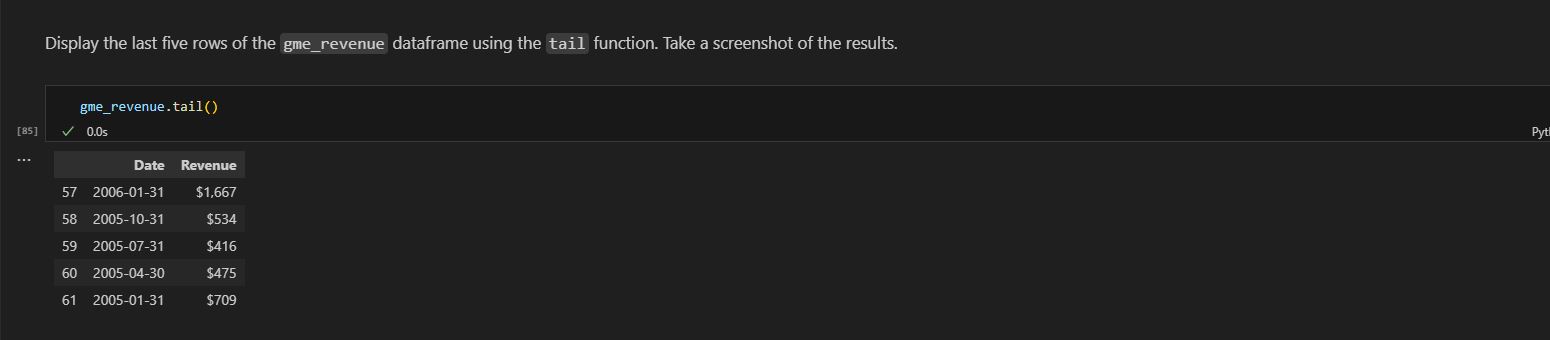 Display the last five rows of the gme_revenue dataframe using the tail function. Take a screenshot of the results.
gme_revenue.tail()
[85]
0.0s
Pyt
...
Date Revenue
57 2006-01-31 $1,667
58 2005-10-31 $534
59 2005-07-31 $416
60 2005-04-30 $475
61 2005-01-31 $709